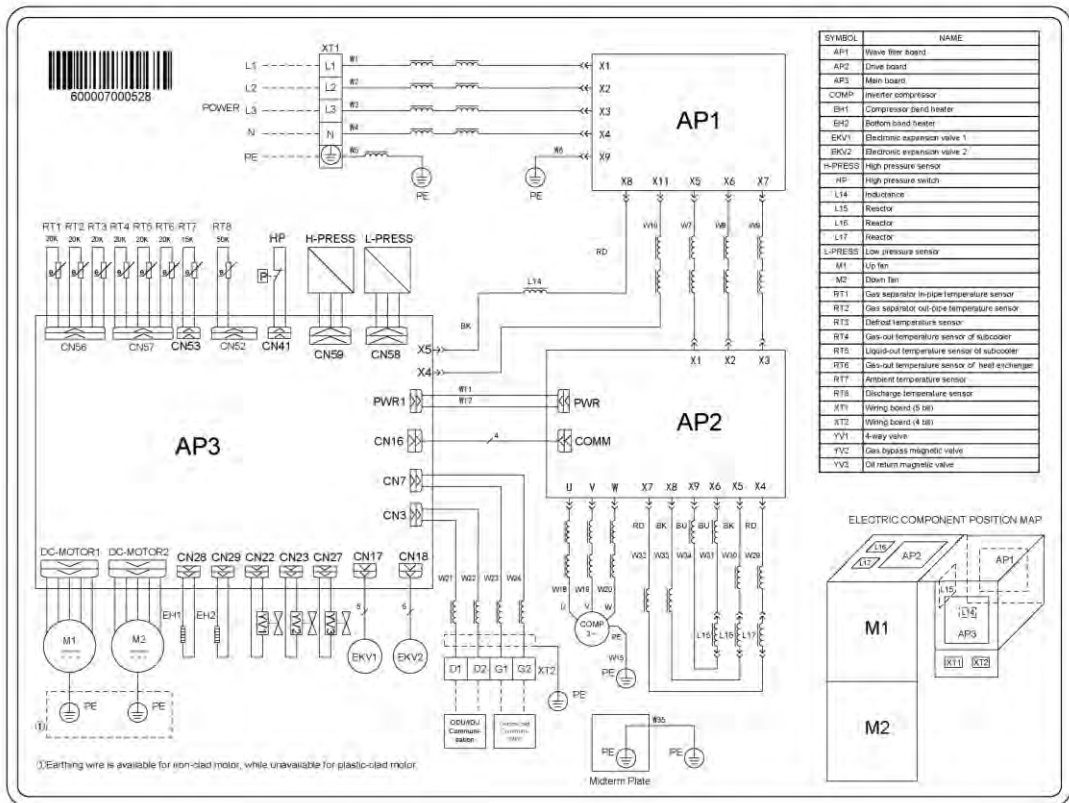 600007000528
XT1
L1 L1 W1 X1
L2 L2 W2 X2
POWER L3 L3 W3 X3
N N W4 X4
PE W5 W6 X9
PE PE
AP1
X8 X11 X5 X6 X7
W10 W7 W8 W9
RD
L14
BK
RT1 RT2 RT3 RT4 RT5 RT6 RT7 RT8
20K 20K 20K 20K 20K 20K 15K 50K
HP H-PRESS L-PRESS
P
θ θ θ θ θ θ θ θ
CN56 CN57 CN53 CN52 CN41 CN59 CN58
X5
X4
X1 X2 X3
PWR1 W11 PWR
W17
AP3
AP2
CN16 4 COMM
CN7
CN3
U V W X7 X8 X9 X6 X5 X4
RD BK BU BU BK RD
W32 W33 W34 W31 W30 W29
DC-MOTOR1 DC-MOTOR2 CN28 CN29 CN22 CN23 CN27 CN17 CN18
W21 W22 W23 W24
W18 W19 W20
U V W
COMP
3~
PE
W15
PE
L15 L16 L17
EH1 EH2
M1 M2
5 5
EKV1 EKV2
D1 D2 G1 G2 XT2
PE
PE PE
①
ODU/IDU
Communi-
cation
W35
PE PE
Midterm Plate
①Earthing wire is available for iron-clad motor, while unavailable for plastic-clad motor.
SYMBOL NAME
AP1 Wave filter board
AP2 Drive board
AP3 Main board
COMP Inverter compressor
EH1 Compressor band heater
EH2 Bottom band heater
EKV1 Electronic expansion valve 1
EKV2 Electronic expansion valve 2
H-PRESS High pressure sensor
HP High pressure switch
L14 Inductance
L15 Reactor
L16 Reactor
L17 Reactor
L-PRESS Low pressure sensor
M1 Up fan
M2 Down fan
RT1 Gas separator in-pipe temperature sensor
RT2 Gas separator out-pipe temperature sensor
RT3 Defrost temperature sensor
RT4 Gas-out temperature sensor of subcooler
RT5 Liquid-out temperature sensor of subcooler
RT6 Gas-out temperature sensor of heat exchenger
RT7 Ambient temperature sensor
RT8 Discharge temperature sensor
XT1 Wiring board (5 bit)
XT2 Wiring board (4 bit)
YV1 4-way valve
YV2 Gas bypass magnetic valve
YV3 Oil return magnetic valve
ELECTRIC COMPONENT POSITION MAP
L16
L17
AP2
AP1
L15
L14
AP3
M1
XT1 XT2
M2